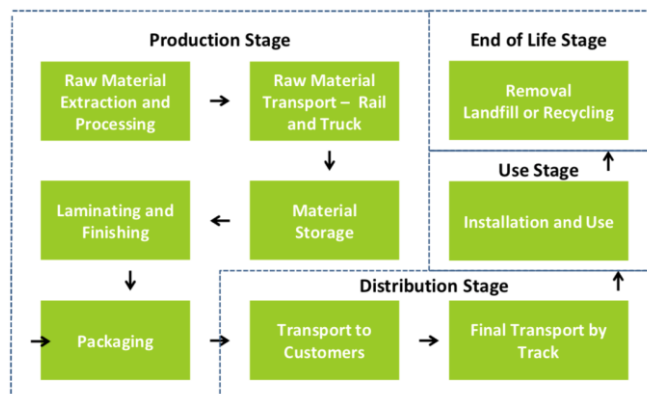 Production Stage
Raw Material
Extraction and
Processing
Raw Material
Transport – Rail
and Truck
Laminating and
Finishing
Material
Storage
Packaging
Distribution Stage
Transport to
Customers
Final Transport by
Track
Use Stage
Installation and Use
End of Life Stage
Removal
Landfill or Recycling